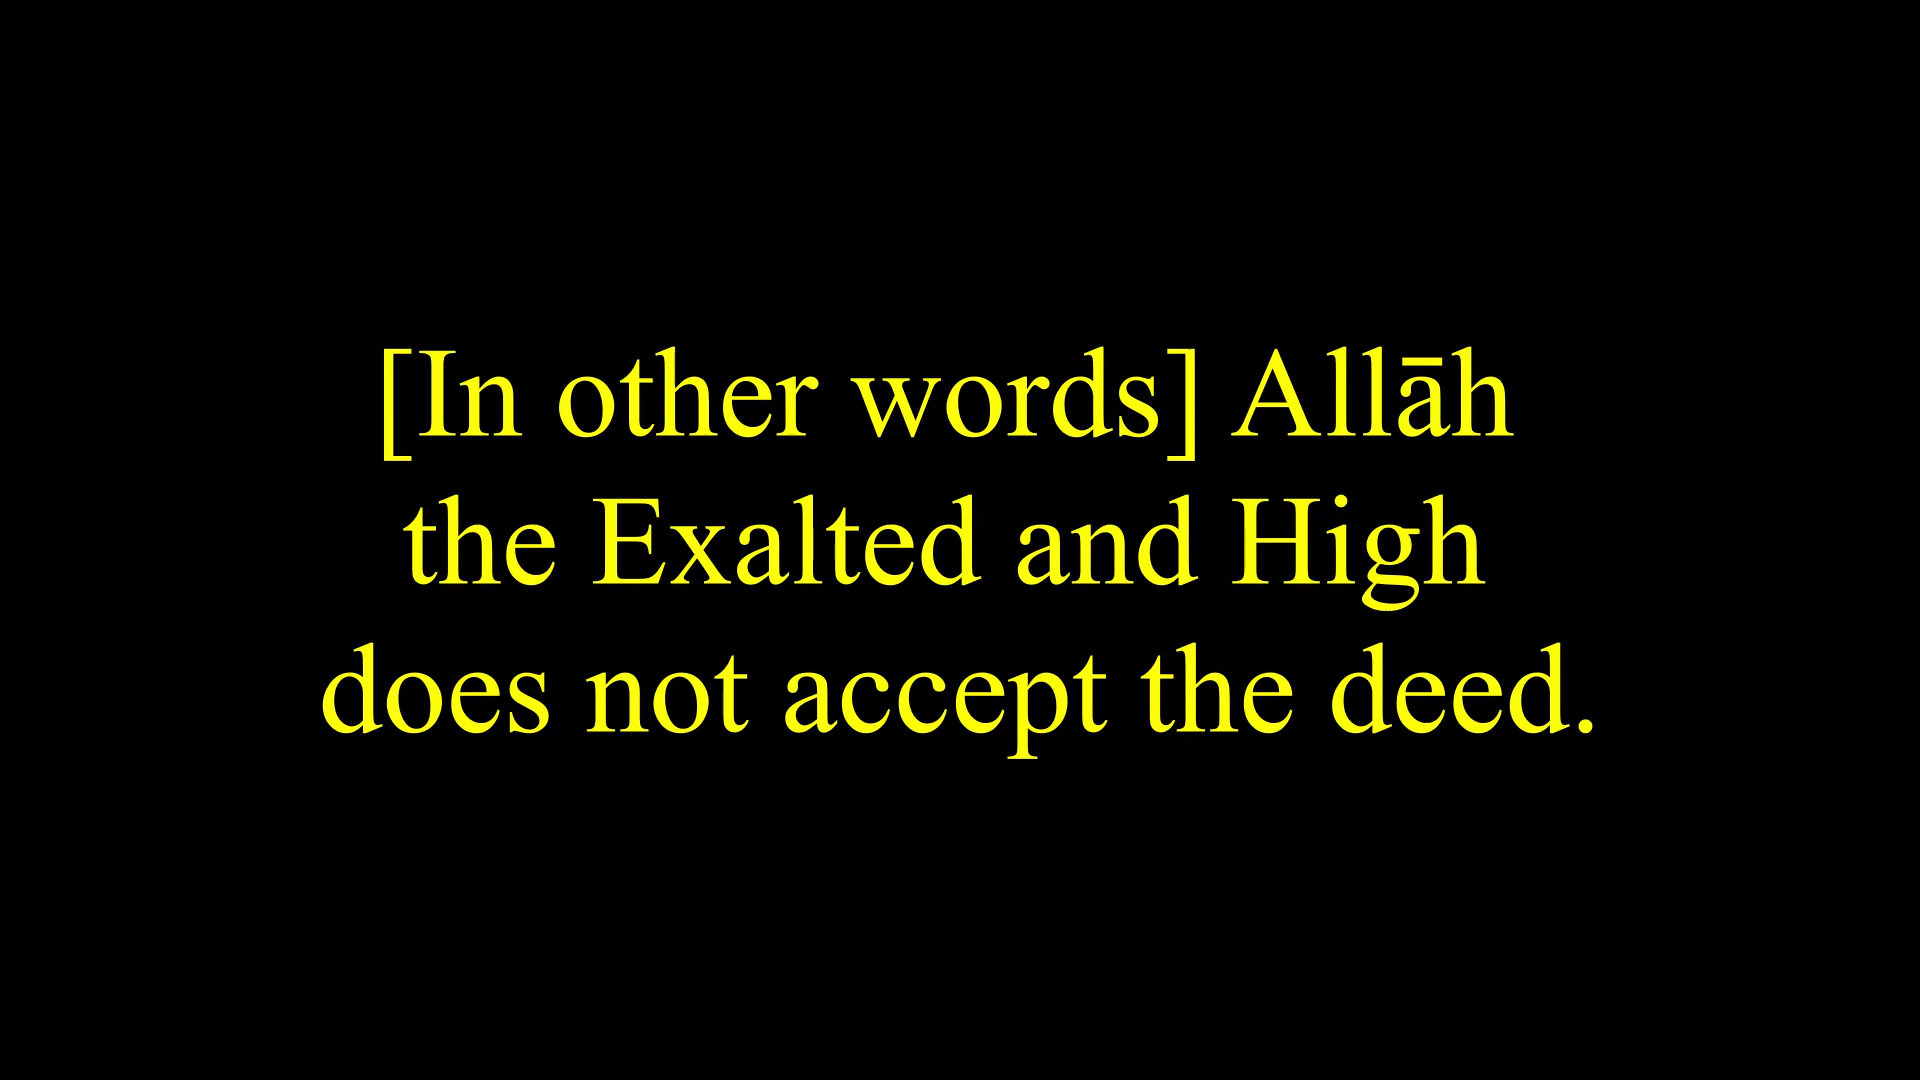 [In other words] Allāh
the Exalted and High
does not accept the deed.